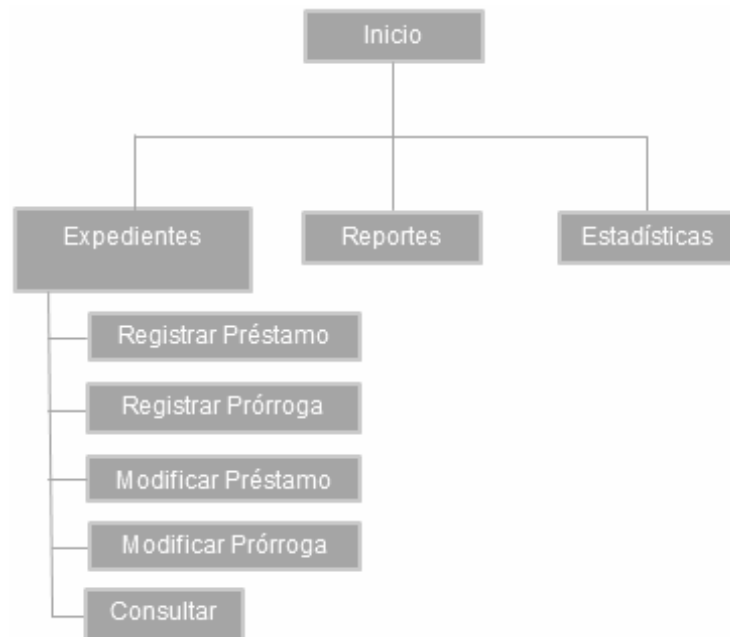 Inicio
Expedientes
Reportes
Estadísticas
Registrar Préstamo
Registrar Prórroga
Modificar Préstamo
Modificar Prórroga
Consultar